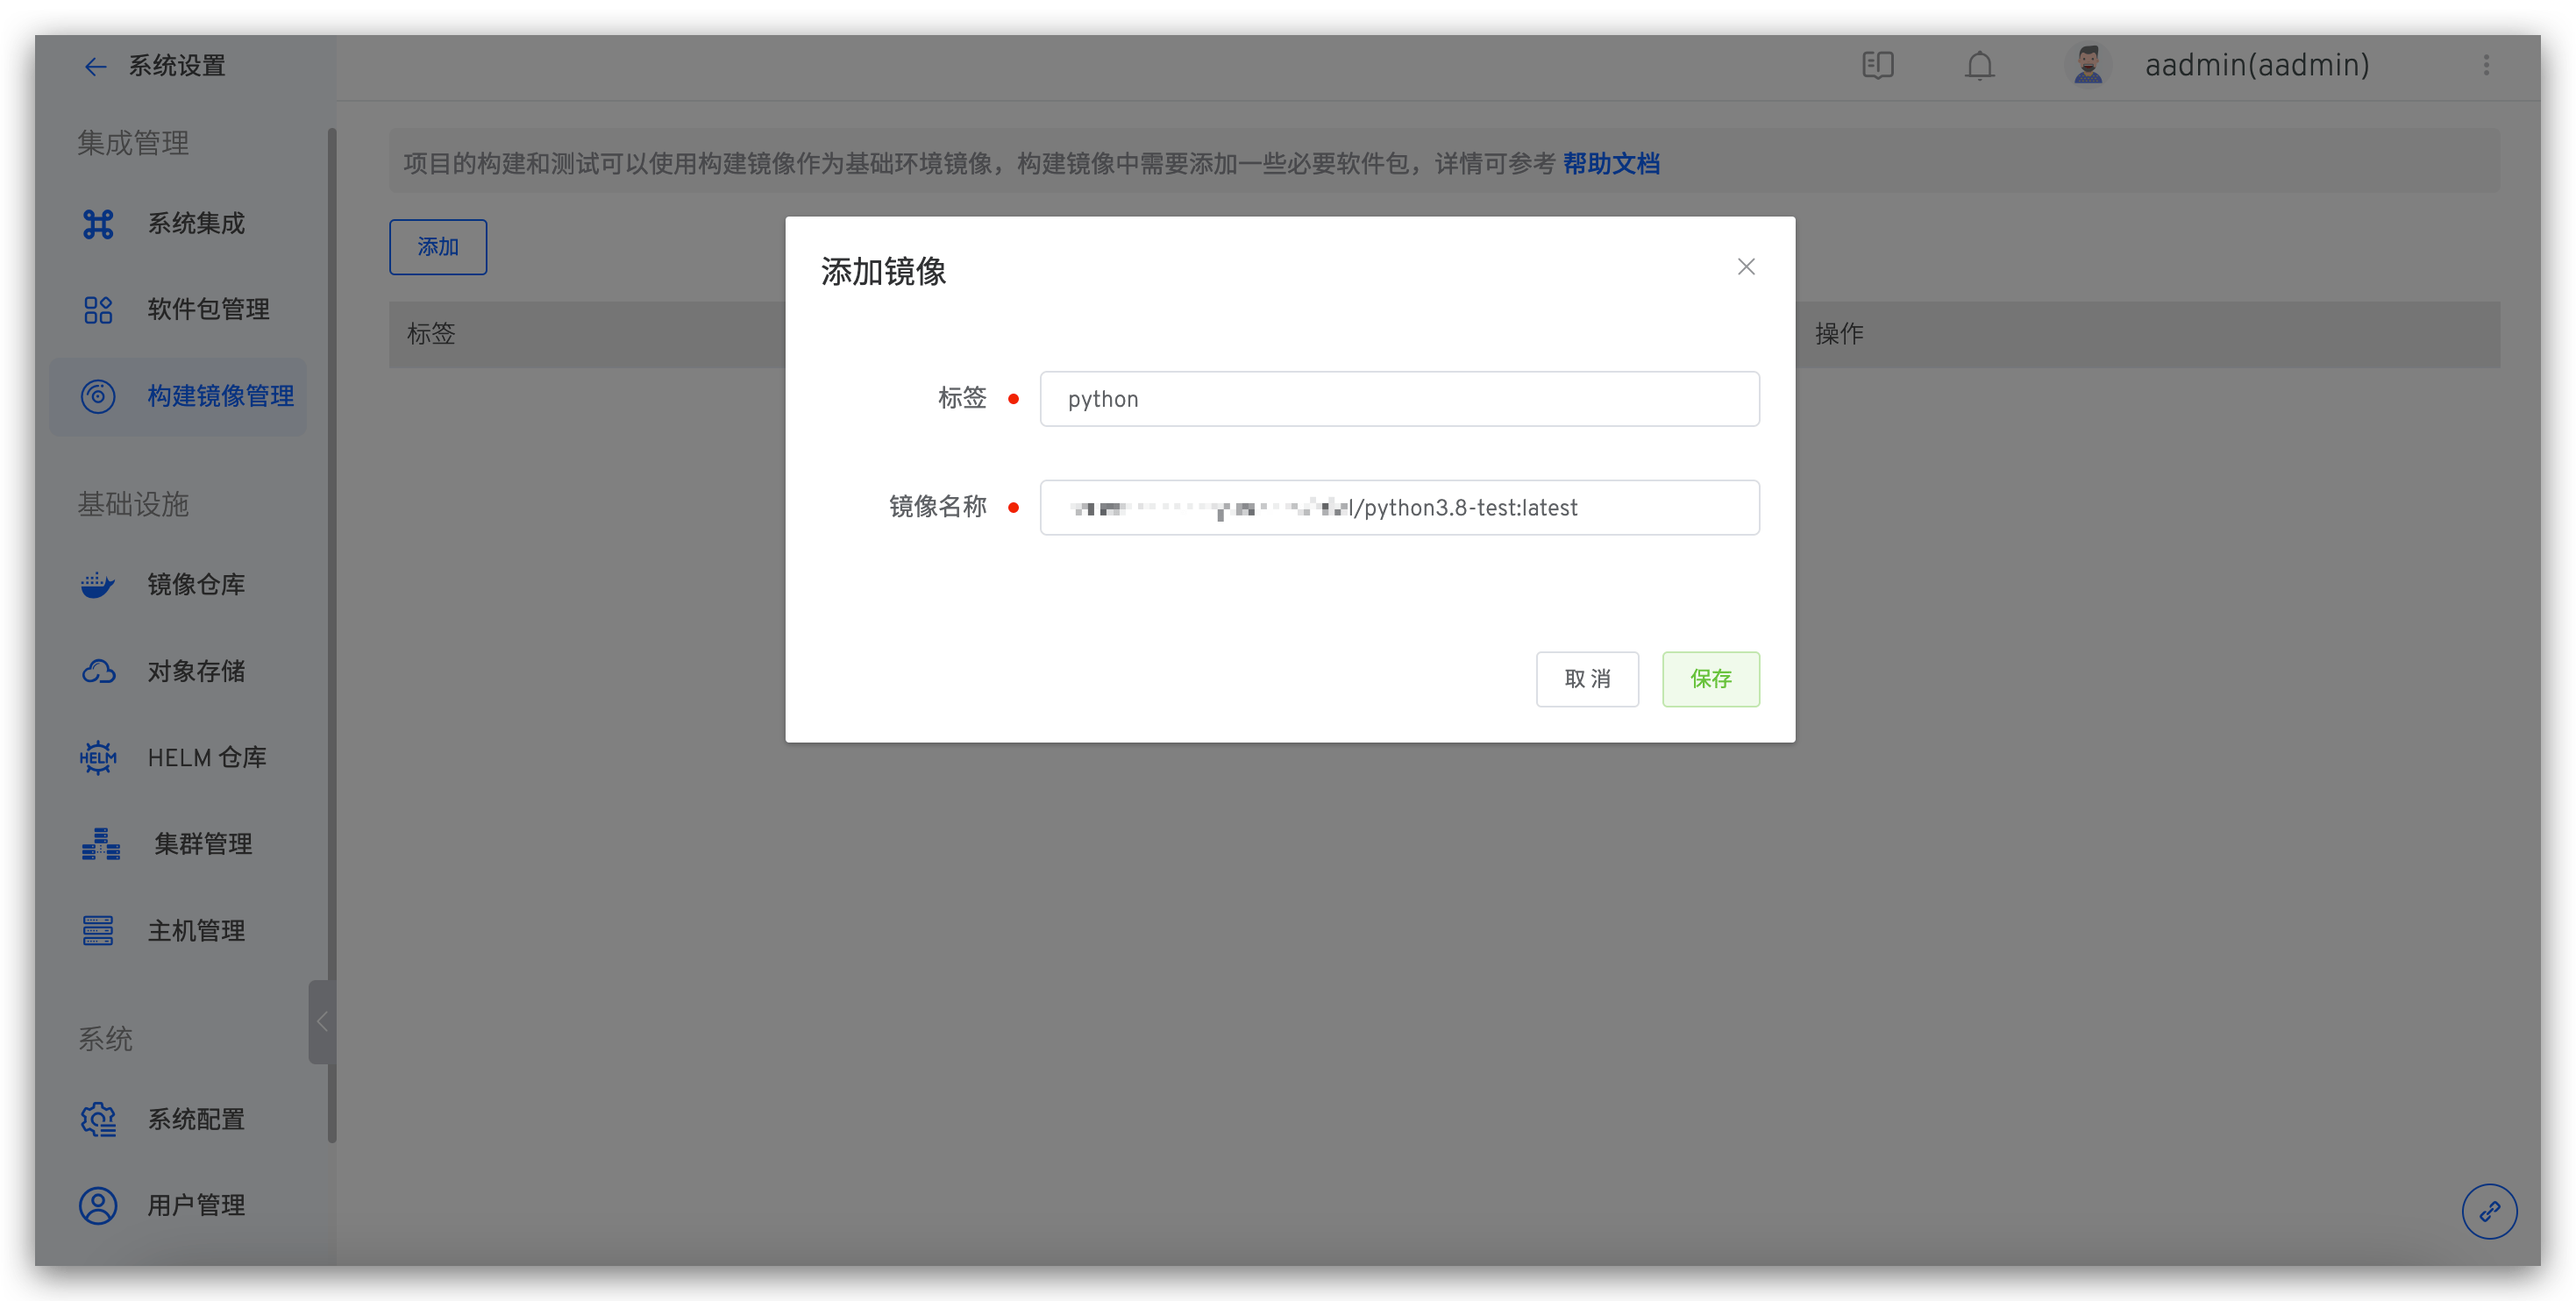 系统设置
aadmin(aadmin)
集成管理
系统集成
软件包管理
构建镜像管理
基础设施
镜像仓库
对象存储
HELM
HELM 仓库
集群管理
主机管理
系统
系统配置
用户管理
项目的构建和测试可以使用构建镜像作为基础环境镜像，构建镜像中需要添加一些必要软件包，详情可参考 帮助文档
添加
标签
操作
添加镜像
标签
python
镜像名称
l/python3.8-test:latest
取 消
保存